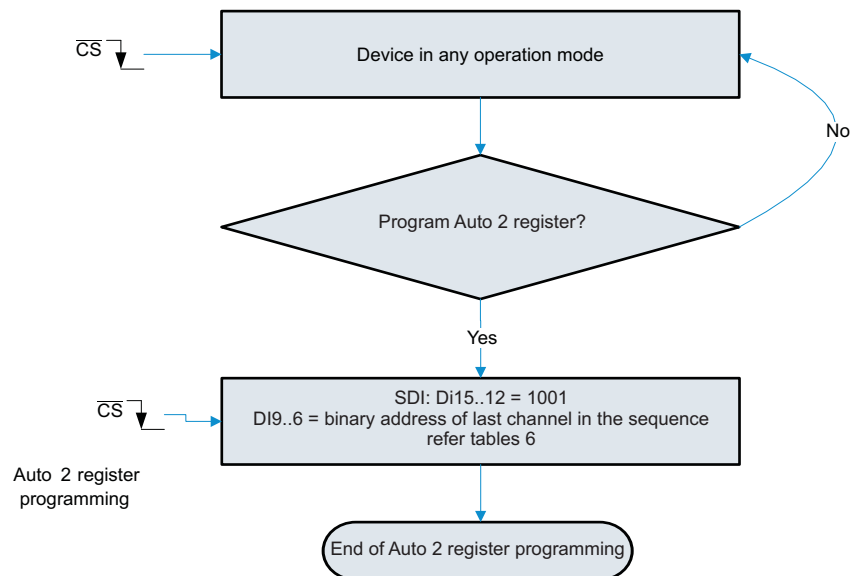 CS
Device in any operation mode
No
Program Auto 2 register?
Yes
CS
SDI: Di15..12 = 1001
DI9..6 = binary address of last channel in the sequence
refer tables 6
Auto 2 register
programming
End of Auto 2 register programming